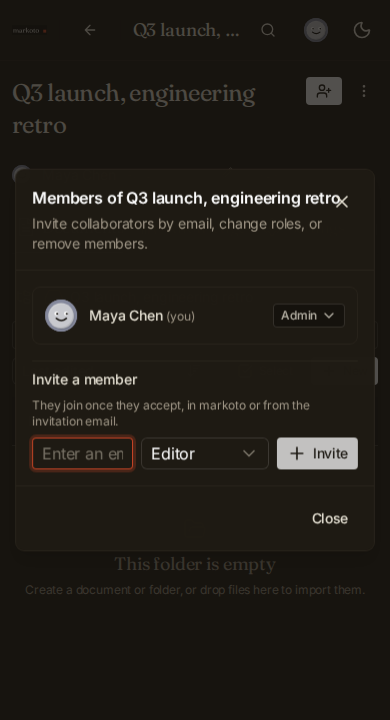 markoto
Q3 launch, ...
Q3 launch, engineering
retro
Members of Q3 launch, engineering retro
Invite collaborators by email, change roles, or
remove members.
Maya Chen (you)
Admin
Invite a member
They join once they accept, in markoto or from the
invitation email.
Enter an en
Editor
Invite
Close
This folder is empty
Create a document or folder, or drop files here to import them.